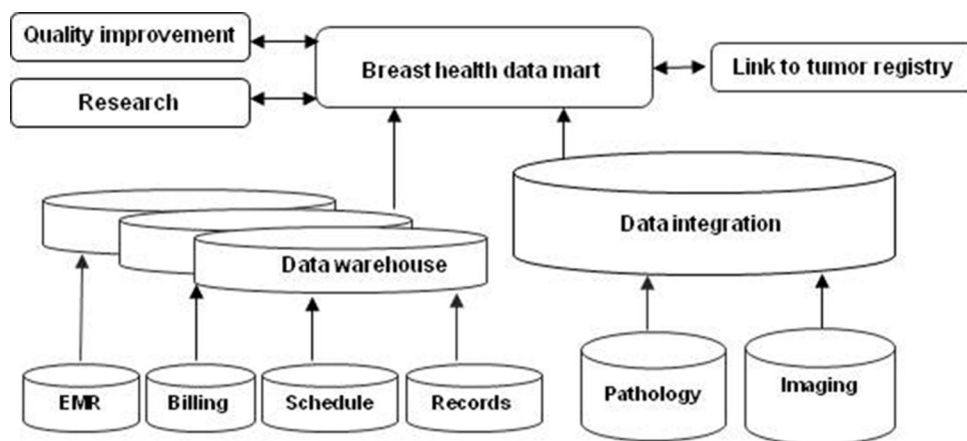 Quality improvement
Breast health data mart
Link to tumor registry
Research
Data integration
Data warehouse
EMR
Billing
Schedule
Records
Pathology
Imaging